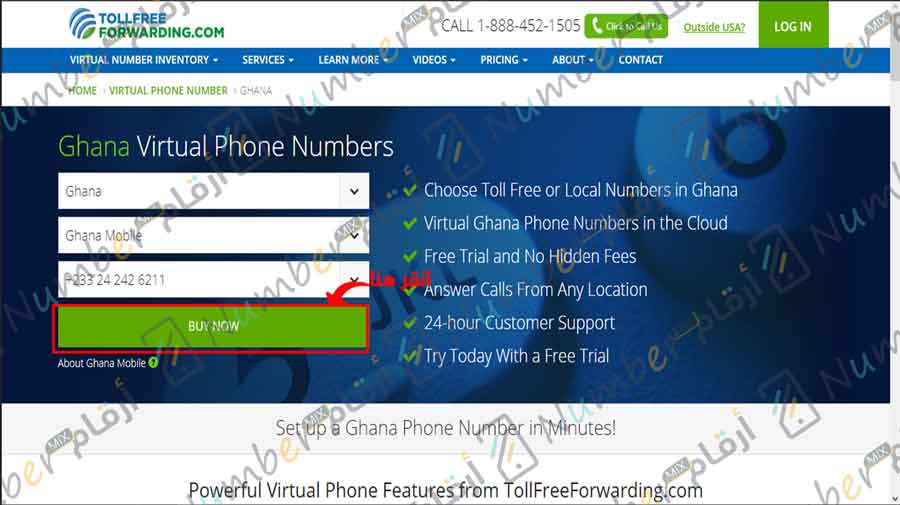 TOLLFREE
FORWARDING.COM
CALL 1-888-452-1505
Click to Call Us
Outside USA?
LOG IN
VIRTUAL NUMBER INVENTORY
SERVICES
LEARN MORE
VIDEOS
PRICING
ABOUT
CONTACT
HOME > VIRTUAL PHONE NUMBER > GHANA
Ghana Virtual Phone Numbers
Ghana
Ghana Mobile
+233 24 242 6211
انقر هنا
BUY NOW
About Ghana Mobile ?
Choose Toll Free or Local Numbers in Ghana
Virtual Ghana Phone Numbers in the Cloud
Free Trial and No Hidden Fees
Answer Calls From Any Location
24-hour Customer Support
Try Today With a Free Trial
Set up a Ghana Phone Number in Minutes!
Powerful Virtual Phone Features from TollFreeForwarding.com
Number MIX أرقام